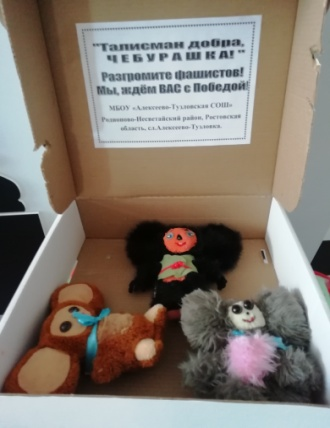 "Талисман добра,
ЧЕБУРАШКА!"
Разгромите фашистов!
Мы, ждём ВАС с Победой!
МБОУ «Алексеево-Тузловская СОШ»
Родионово-Несветайский район, Ростовская
область, сл.Алексеево-Тузловка.